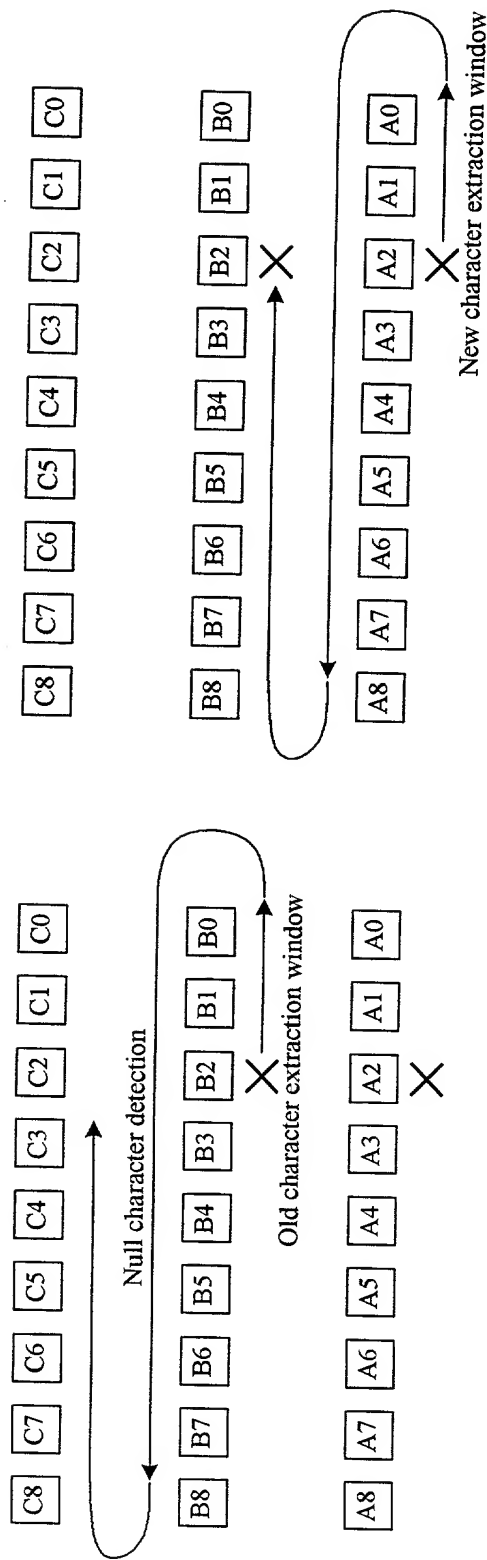 C8 C7 C6 C5 C4 C3 C2 C1 C0
Null character detection
B8 B7 B6 B5 B4 B3 B2 B1 B0
Old character extraction window
A8 A7 A6 A5 A4 A3 A2 A1 A0
C8 C7 C6 C5 C4 C3 C2 C1 C0
B8 B7 B6 B5 B4 B3 B2 B1 B0
A8 A7 A6 A5 A4 A3 A2 A1 A0
New character extraction window